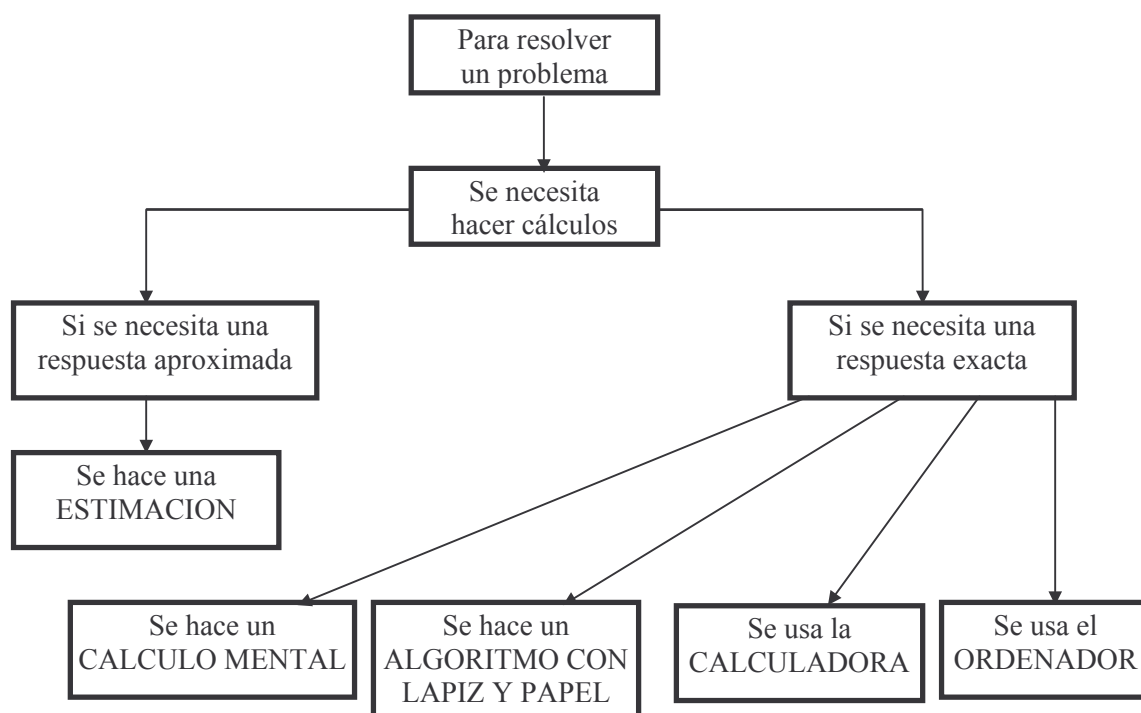 Para resolver
un problema
Se necesita
hacer cálculos
Si se necesita una
respuesta aproximada
Si se necesita una
respuesta exacta
Se hace una
ESTIMACION
Se hace un
CALCULO MENTAL
Se hace un
ALGORITMO CON
LAPIZ Y PAPEL
Se usa la
CALCULADORA
Se usa el
ORDENADOR